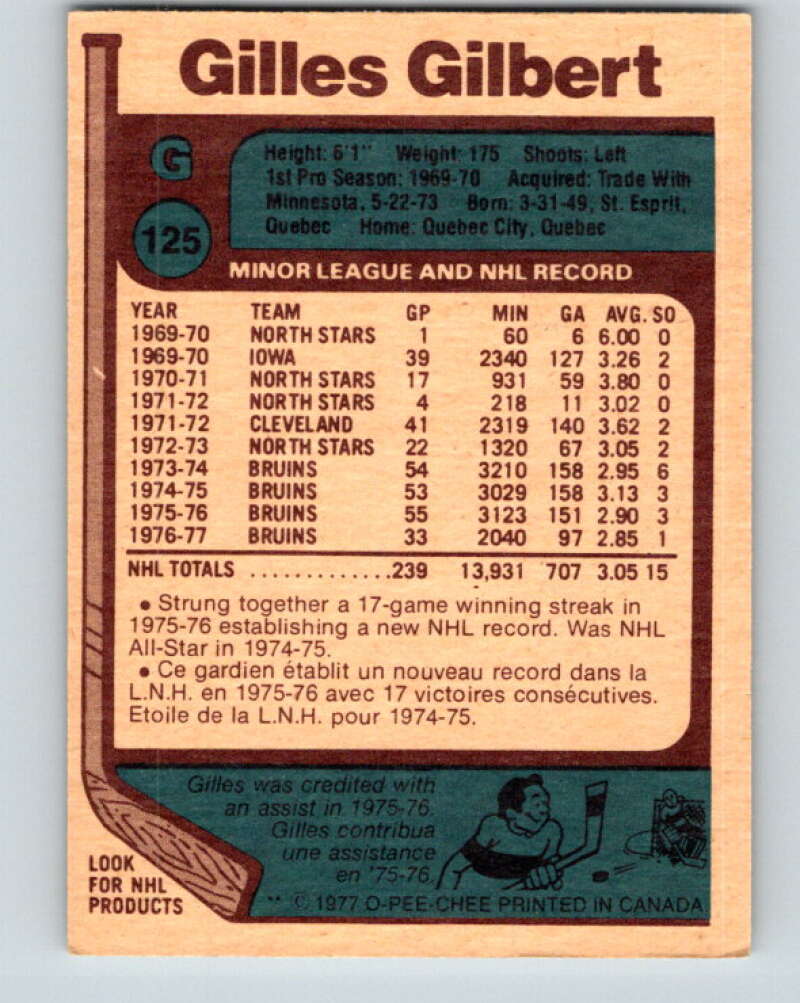 Gilles Gilbert
G
125
Height: 6'1" Weight: 175 Shoots: Left
1st Pro Season: 1969-70 Acquired: Trade With
Minnesota, 5-22-73 Born: 3-31-49, St. Esprit,
Quebec Home: Quebec City, Quebec
MINOR LEAGUE AND NHL RECORD
YEAR TEAM GP MIN GA AVG. SO
1969-70 NORTH STARS 1 60 6 6.00 0
1969-70 IOWA 39 2340 127 3.26 2
1970-71 NORTH STARS 17 931 59 3.80 0
1971-72 NORTH STARS 4 218 11 3.02 0
1971-72 CLEVELAND 41 2319 140 3.62 2
1972-73 NORTH STARS 22 1320 67 3.05 2
1973-74 BRUINS 54 3210 158 2.95 6
1974-75 BRUINS 53 3029 158 3.13 3
1975-76 BRUINS 55 3123 151 2.90 3
1976-77 BRUINS 33 2040 97 2.85 1
NHL TOTALS .............239 13,931 707 3.05 15
• Strung together a 17-game winning streak in
1975-76 establishing a new NHL record. Was NHL
All-Star in 1974-75.
• Ce gardien établit un nouveau record dans la
L.N.H. en 1975-76 avec 17 victoires consécutives.
Etoile de la L.N.H. pour 1974-75.
Gilles was credited with
an assist in 1975-76.
Gilles contribua
une assistance
en '75-76.
LOOK
FOR NHL
PRODUCTS
** © 1977 O-PEE-CHEE PRINTED IN CANADA